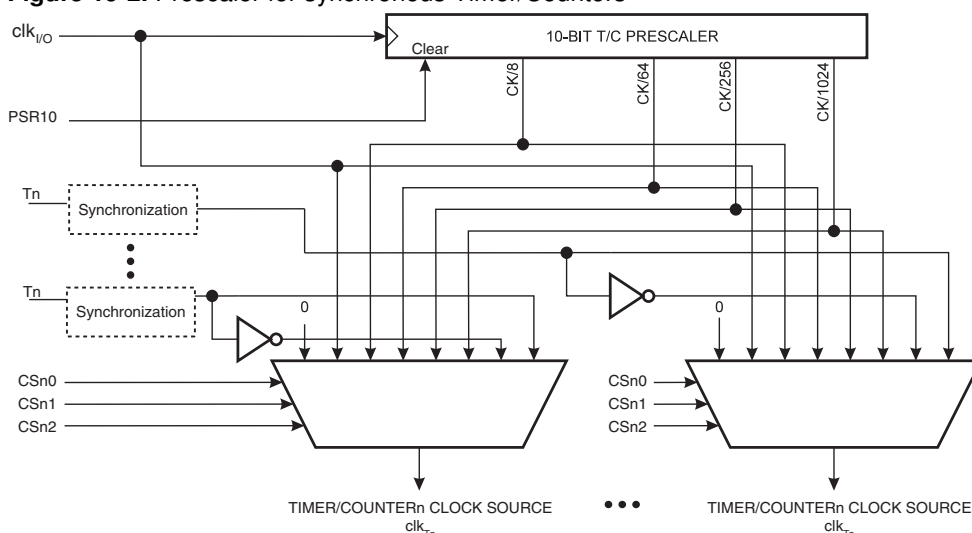 Figure 10-2. Prescaler for Synchronous Timer/Counters
clkI/O
10-BIT T/C PRESCALER
Clear
CK/8
CK/64
CK/256
CK/1024
PSR10
Tn
Synchronization
Tn
Synchronization
0
0
CSn0
CSn1
CSn2
CSn0
CSn1
CSn2
TIMER/COUNTERn CLOCK SOURCE
clkTn
TIMER/COUNTERn CLOCK SOURCE
clkTn